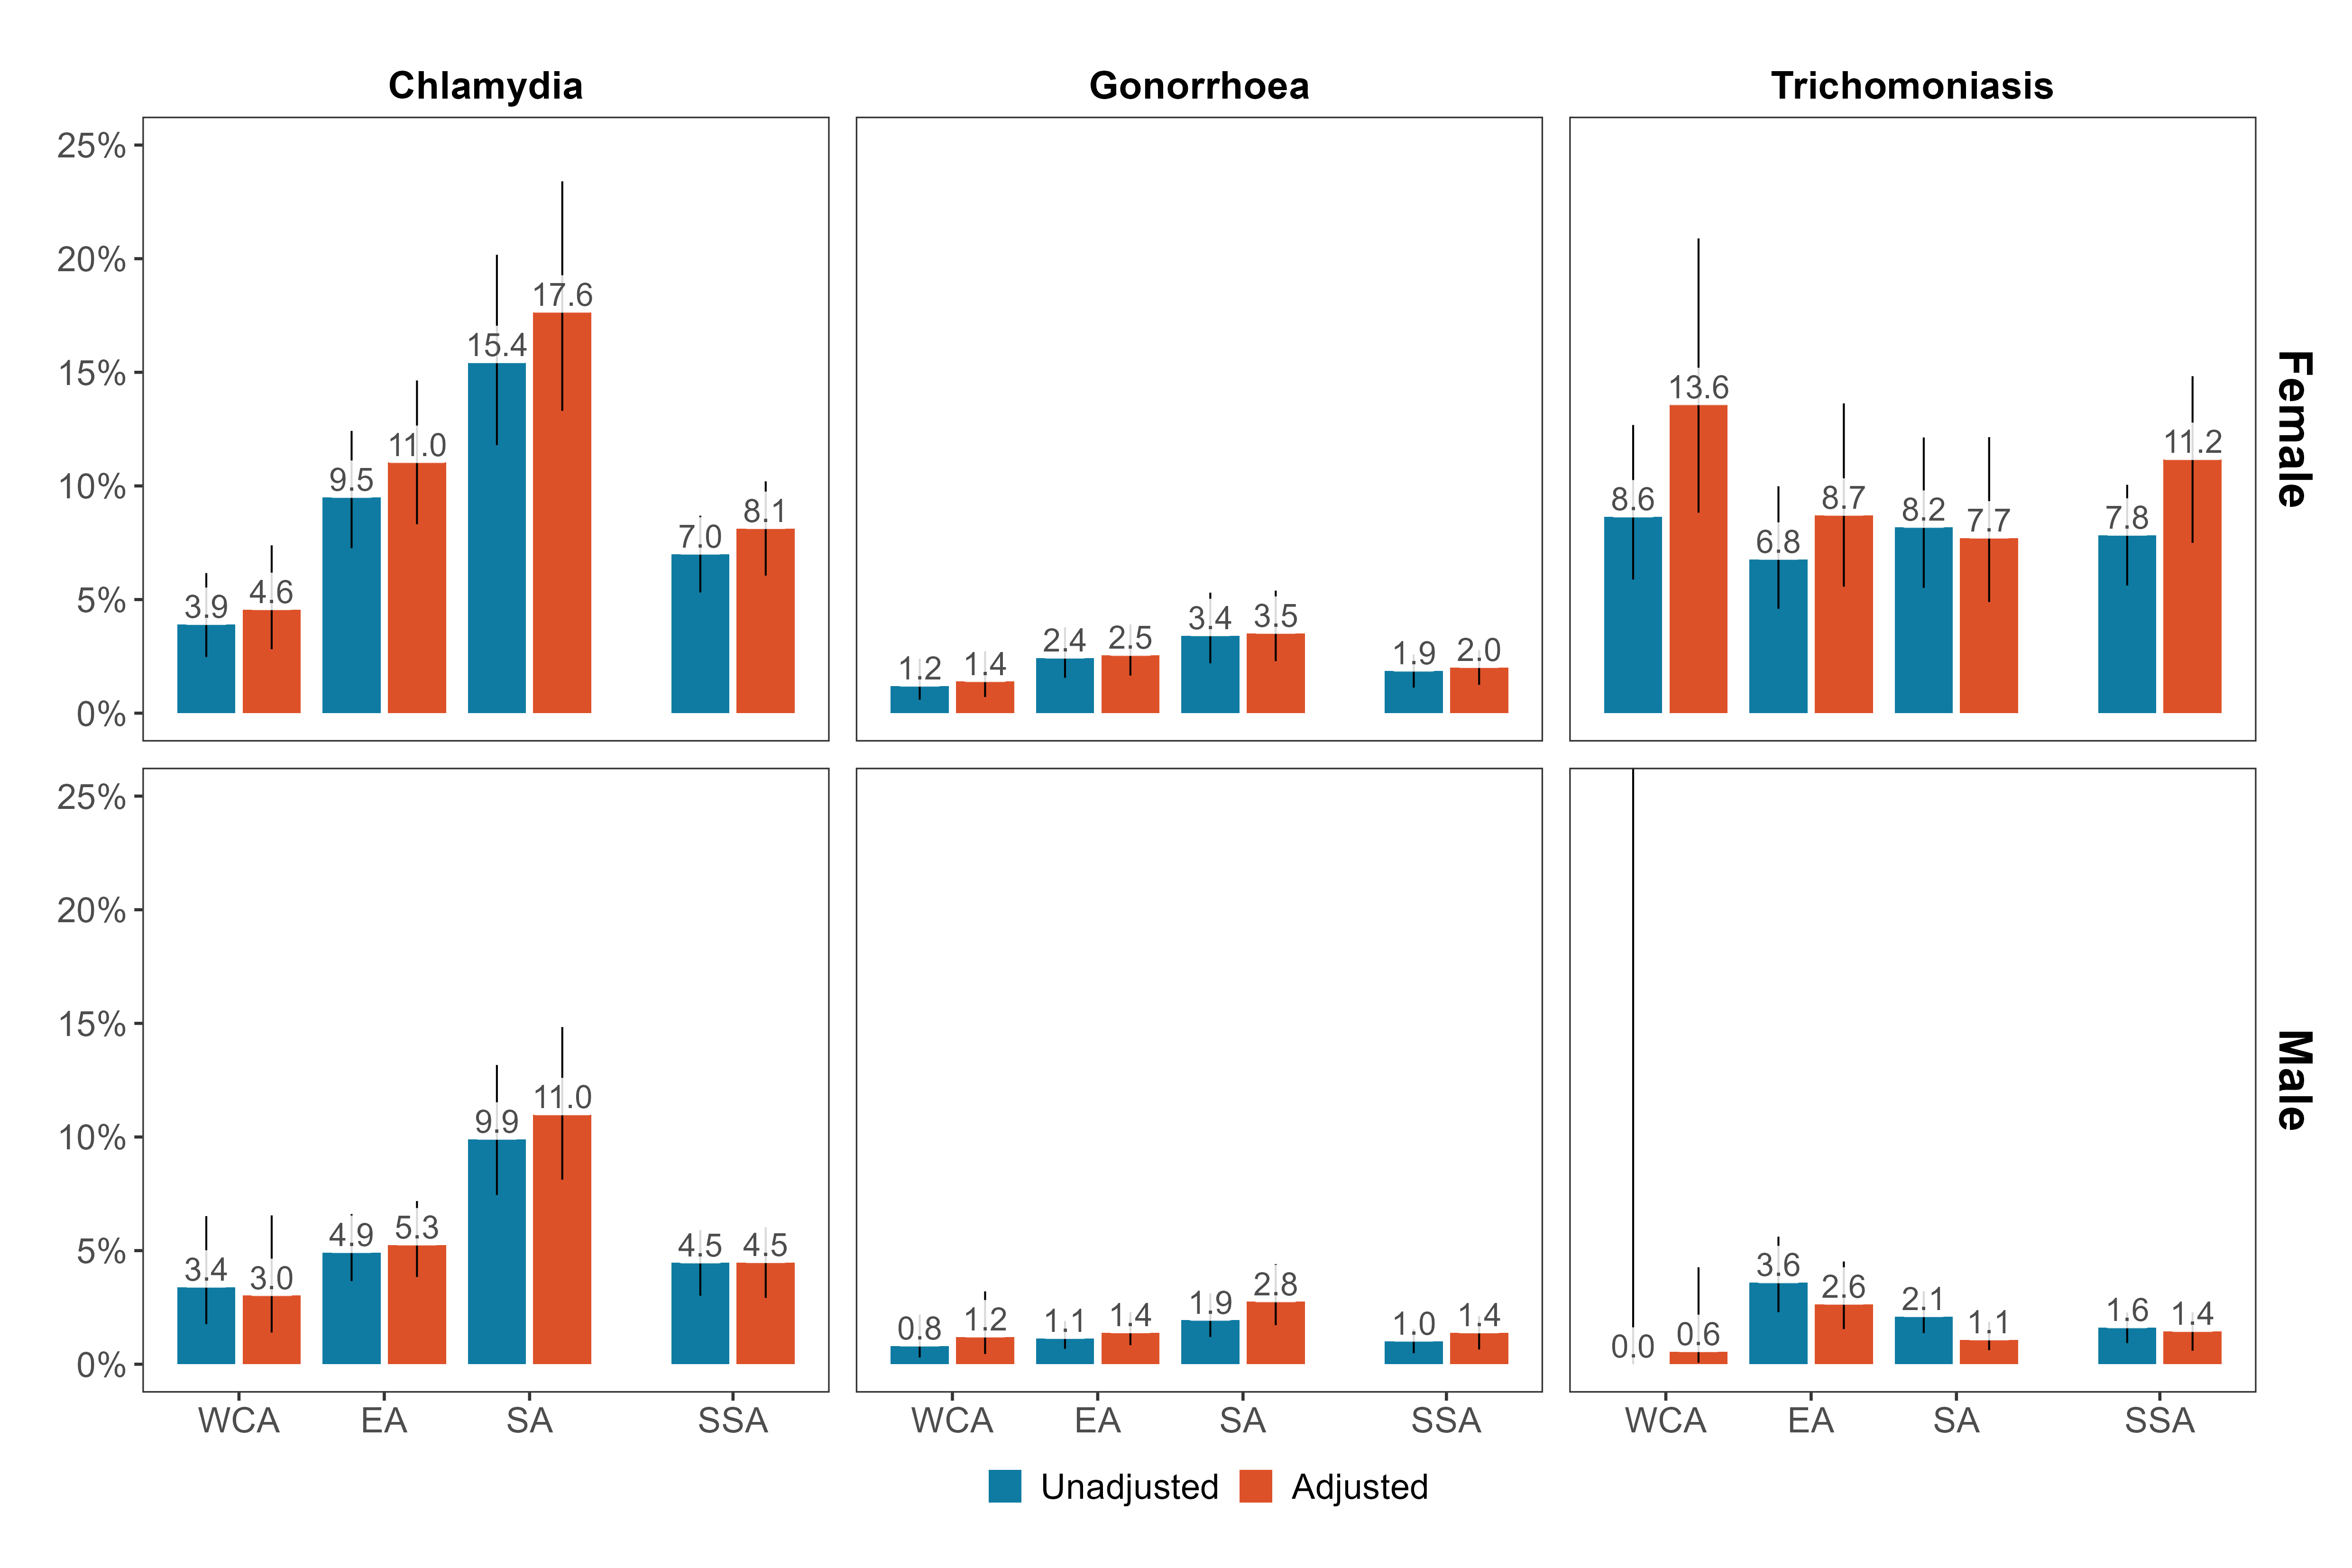 Chlamydia Gonorrhoea Trichomoniasis
25%
20%
15%
10%
5%
0%
3.9 4.6 9.5 11.0 15.4 17.6 7.0 8.1
1.2 1.4 2.4 2.5 3.4 3.5 1.9 2.0
8.6 13.6 6.8 8.7 8.2 7.7 7.8 11.2
Female
25%
20%
15%
10%
5%
0%
3.4 3.0 4.9 5.3 9.9 11.0 4.5 4.5
0.8 1.2 1.1 1.4 1.9 2.8 1.0 1.4
0.0 0.6 3.6 2.6 2.1 1.1 1.6 1.4
Male
WCA EA SA SSA WCA EA SA SSA WCA EA SA SSA
Unadjusted Adjusted